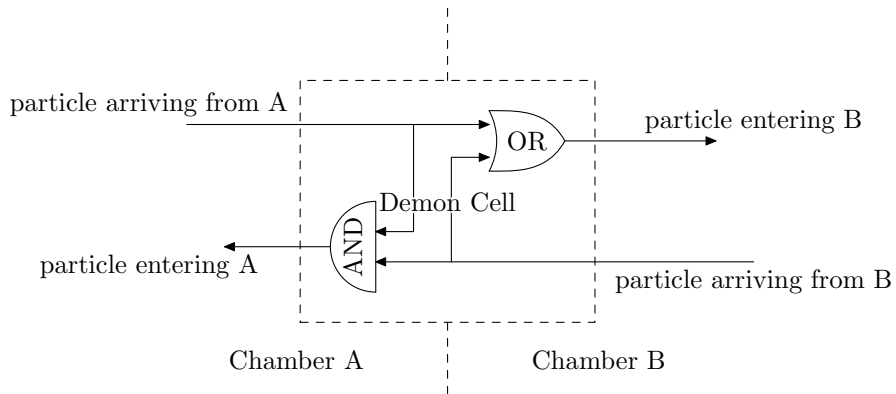 particle arriving from A
OR
particle entering B
Demon Cell
AND
particle entering A
particle arriving from B
Chamber A
Chamber B